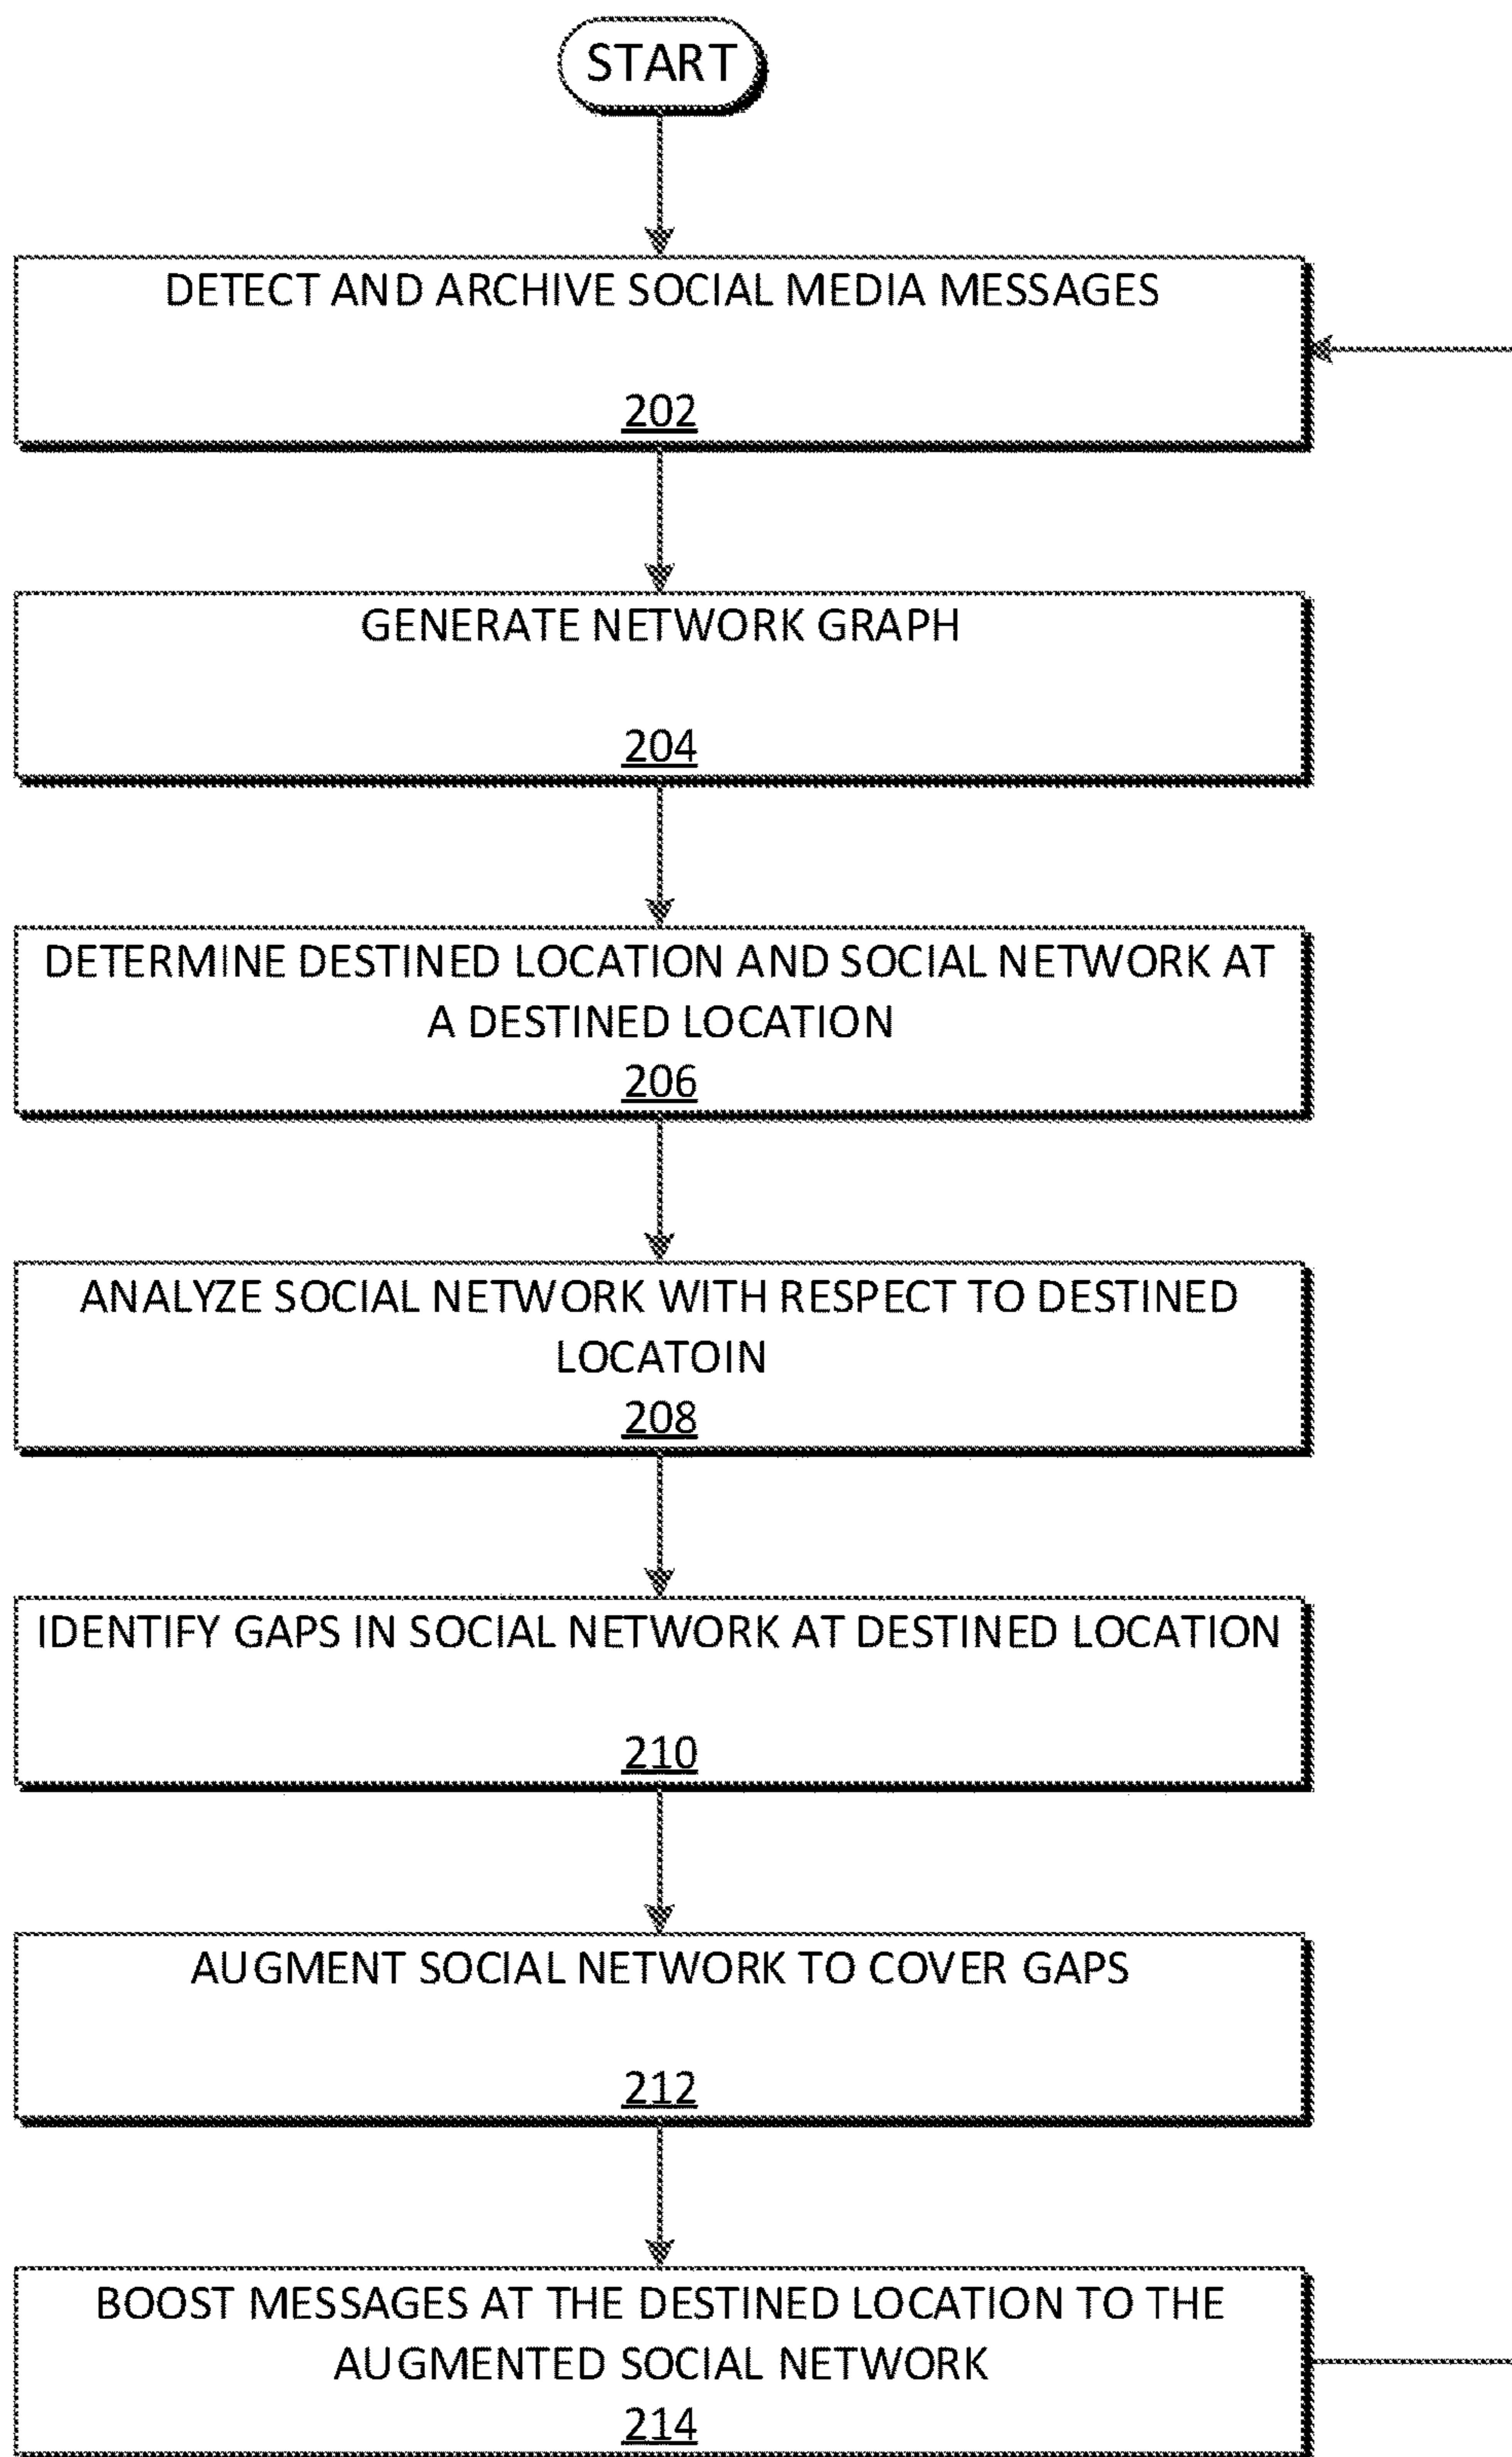 START
DETECT AND ARCHIVE SOCIAL MEDIA MESSAGES
202
GENERATE NETWORK GRAPH
204
DETERMINE DESTINED LOCATION AND SOCIAL NETWORK AT
A DESTINED LOCATION
206
ANALYZE SOCIAL NETWORK WITH RESPECT TO DESTINED
LOCATOIN
208
IDENTIFY GAPS IN SOCIAL NETWORK AT DESTINED LOCATION
210
AUGMENT SOCIAL NETWORK TO COVER GAPS
212
BOOST MESSAGES AT THE DESTINED LOCATION TO THE
AUGMENTED SOCIAL NETWORK
214